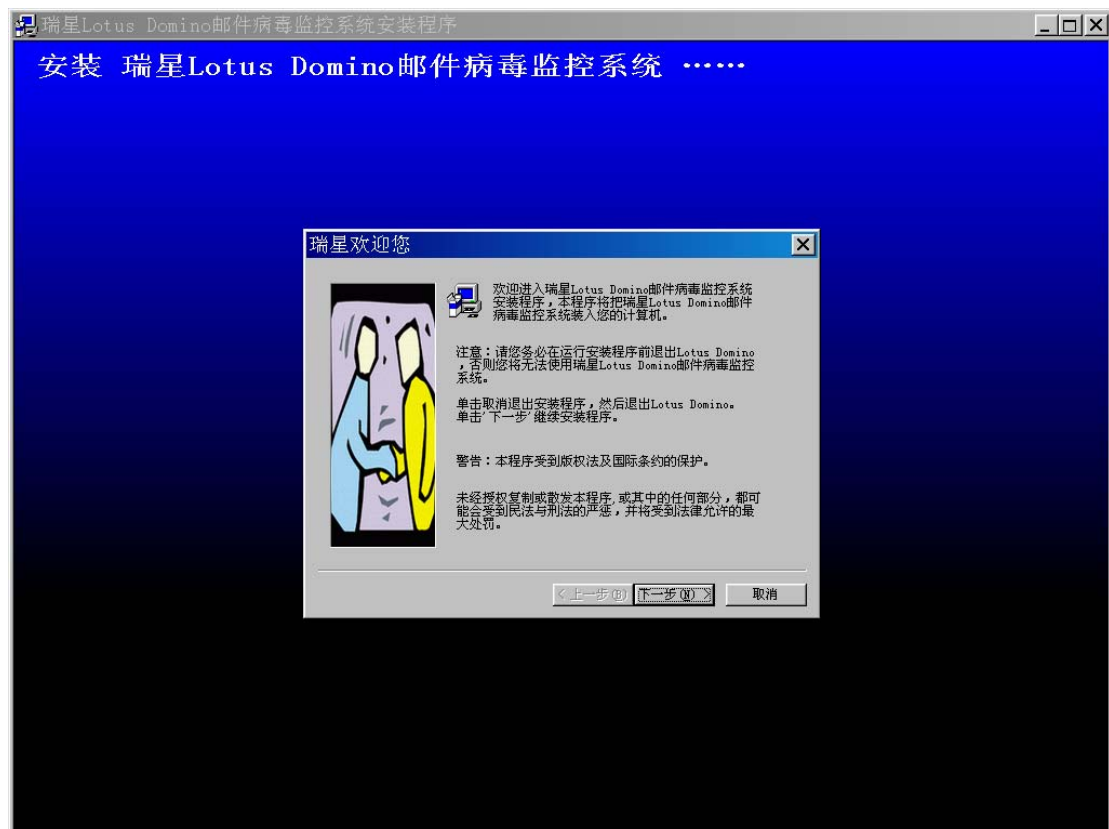 瑞星Lotus Domino邮件病毒监控系统安装程序
安装 瑞星Lotus Domino邮件病毒监控系统 ······
瑞星欢迎您
欢迎进入瑞星Lotus Domino邮件病毒监控系统
安装程序，本程序将把瑞星Lotus Domino邮件
病毒监控系统装入您的计算机。
注意：请您务必在运行安装程序前退出Lotus Domino
，否则您将无法使用瑞星Lotus Domino邮件病毒监控
系统。
单击取消退出安装程序，然后退出Lotus Domino。
单击'下一步'继续安装程序。
警告：本程序受到版权法及国际条约的保护。
未经授权复制或散发本程序,或其中的任何部分，都可
能会受到民法与刑法的严惩，并将受到法律允许的最
大处罚。
<上一步(B) 下一步(N)> 取消